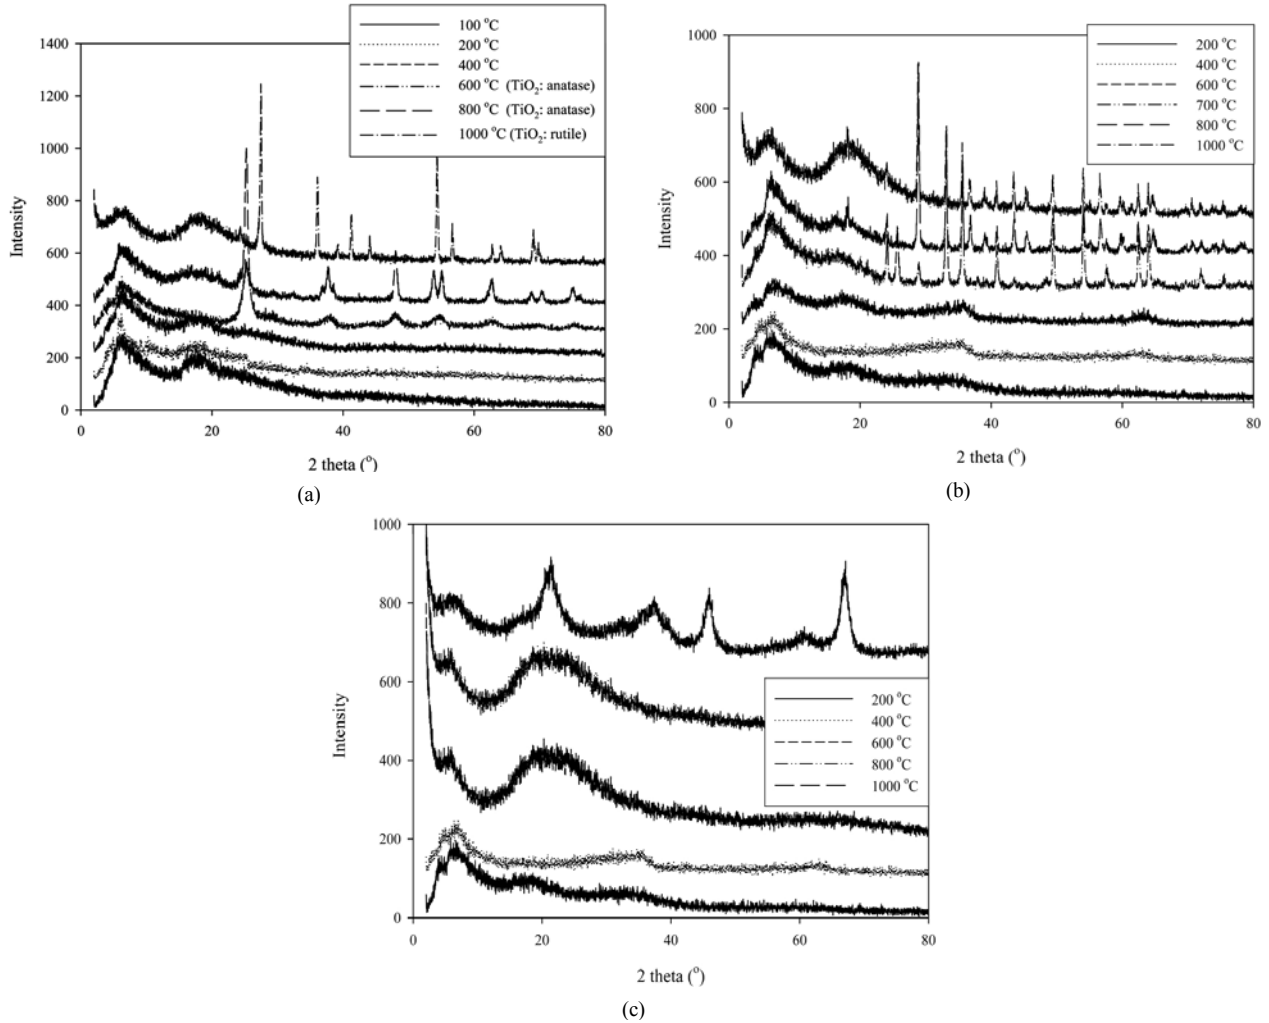 100 °C
200 °C
400 °C
600 °C (TiO₂: anatase)
800 °C (TiO₂: anatase)
1000 °C (TiO₂: rutile)
1400
1200
1000
800
600
400
200
0
Intensity
0 20 40 60 80
2 theta (°)
(a)
200 °C
400 °C
600 °C
700 °C
800 °C
1000 °C
1000
800
600
400
200
0
Intensity
0 20 40 60 80
2 theta (°)
(b)
1000
800
600
400
200
0
Intensity
200 °C
400 °C
600 °C
800 °C
1000 °C
0 20 40 60 80
2 theta (°)
(c)